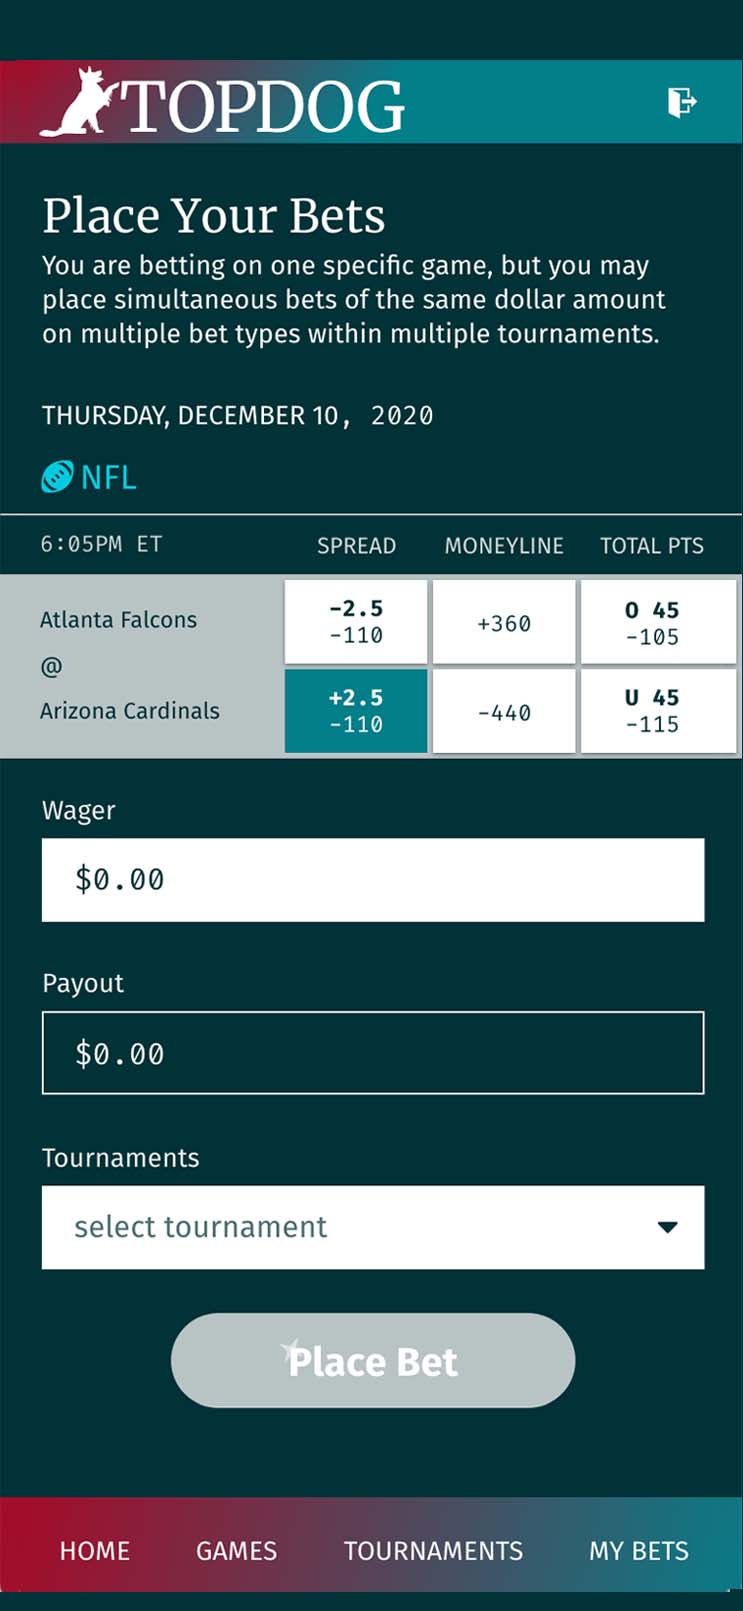 TOPDOG
Place Your Bets
You are betting on one specific game, but you may
place simultaneous bets of the same dollar amount
on multiple bet types within multiple tournaments.
THURSDAY, DECEMBER 10, 2020
NFL
6:05PM ET SPREAD MONEYLINE TOTAL PTS
Atlanta Falcons
@
Arizona Cardinals
-2.5
-110
+360
O 45
-105
+2.5
-110
-440
U 45
-115
Wager
$0.00
Payout
$0.00
Tournaments
select tournament
Place Bet
HOME GAMES TOURNAMENTS MY BETS